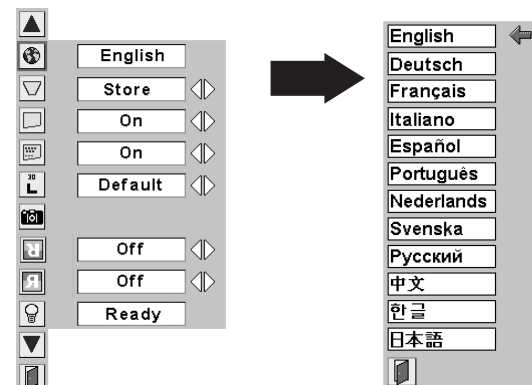 English
Store
On
On
30
L
Default
Off
Off
Ready
English
Deutsch
Français
Italiano
Español
Português
Nederlands
Svenska
Русский
中文
한글
日本語